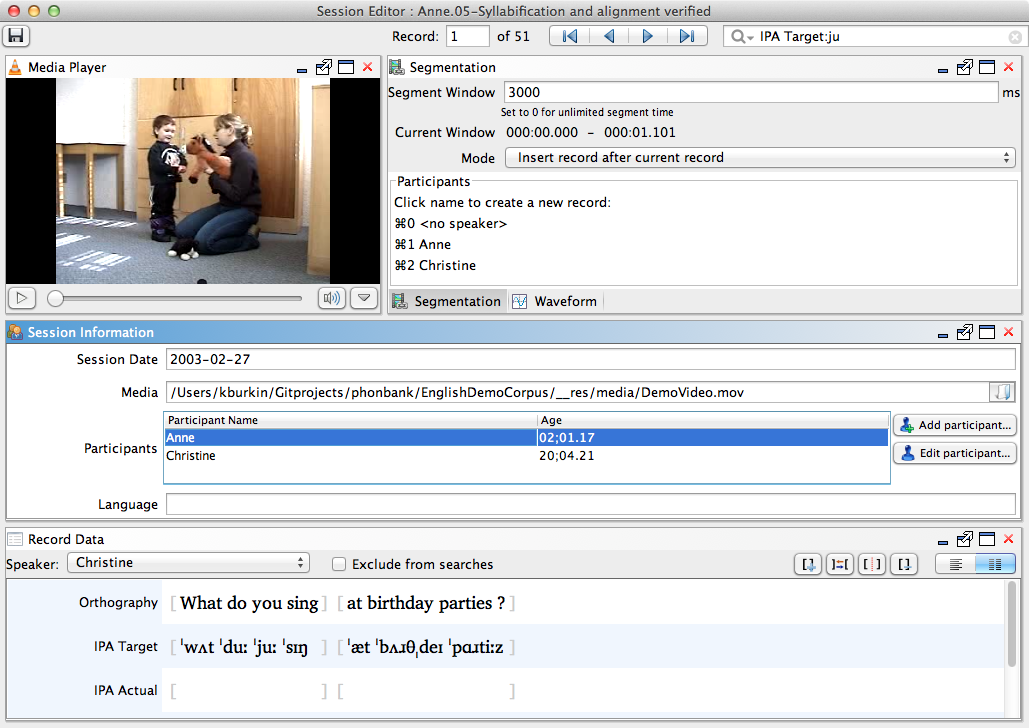 Session Editor : Anne.05-Syllabification and alignment verified
Record: 1 of 51 IPA Target:ju
Media Player
Segmentation
Segment Window 3000 ms
Set to 0 for unlimited segment time
Current Window 000:00.000 - 000:01.101
Mode Insert record after current record
Participants
Click name to create a new record:
⌘0 <no speaker>
⌘1 Anne
⌘2 Christine
Segmentation Waveform
Session Information
Session Date 2003-02-27
Media /Users/kburkin/Gitprojects/phonbank/EnglishDemoCorpus/__res/media/DemoVideo.mov
Participant Name Age
Anne 02;01.17 Add participant...
Participants
Christine 20;04.21 Edit participant...
Language
Record Data
Speaker: Christine Exclude from searches
Orthography [ What do you sing ] [ at birthday parties ? ]
IPA Target [ ˈwʌt ˈduː ˈjuː ˈsɪŋ ] [ ˈæt ˈbʌɹθˌdeɪ ˈpɑɹtiːz ]
IPA Actual [ ] [ ]